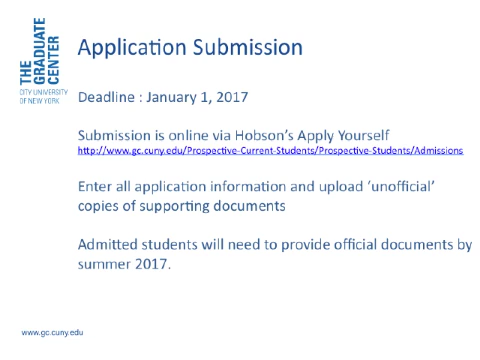 THE
GRADUATE
CENTER
CITY UNIVERSITY
OF NEW YORK
Application Submission
Deadline : January 1, 2017
Submission is online via Hobson’s Apply Yourself
http://www.gc.cuny.edu/Prospective-Current-Students/Prospective-Students/Admissions
Enter all application information and upload ‘unofficial’
copies of supporting documents
Admitted students will need to provide official documents by
summer 2017.
www.gc.cuny.edu